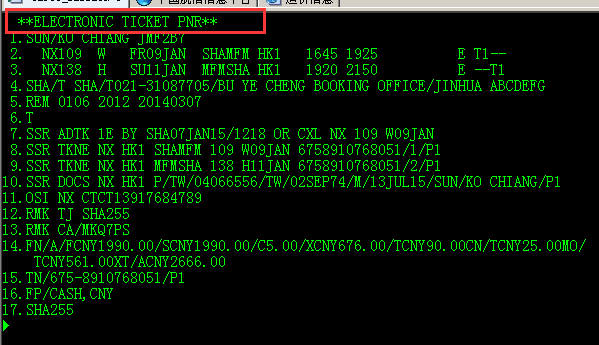 **ELECTRONIC TICKET PNR**
1.SUN/KO CHIANG JMF2B7
2. NX109 W FR09JAN SHAMFM HK1 1645 1925 E T1--
3. NX138 H SU11JAN MFMSHA HK1 1920 2150 E --T1
4.SHA/T SHA/T021-31087705/BU YE CHENG BOOKING OFFICE/JINHUA ABCDEFG
5.REM 0106 2012 20140307
6.T
7.SSR ADTK 1E BY SHA07JAN15/1218 OR CXL NX 109 W09JAN
8.SSR TKNE NX HK1 SHAMFM 109 W09JAN 6758910768051/1/P1
9.SSR TKNE NX HK1 MFMSHA 138 H11JAN 6758910768051/2/P1
10.SSR DOCS NX HK1 P/TW/04066556/TW/02SEP74/M/13JUL15/SUN/KO CHIANG/P1
11.OSI NX CTCT13917684789
12.RMK TJ SHA255
13.RMK CA/MKQ7PS
14.FN/A/FCNY1990.00/SCNY1990.00/C5.00/XCNY676.00/TCNY90.00CN/TCNY25.00MO/
TCNY561.00XT/ACNY2666.00
15.TN/675-8910768051/P1
16.FP/CASH,CNY
17.SHA255